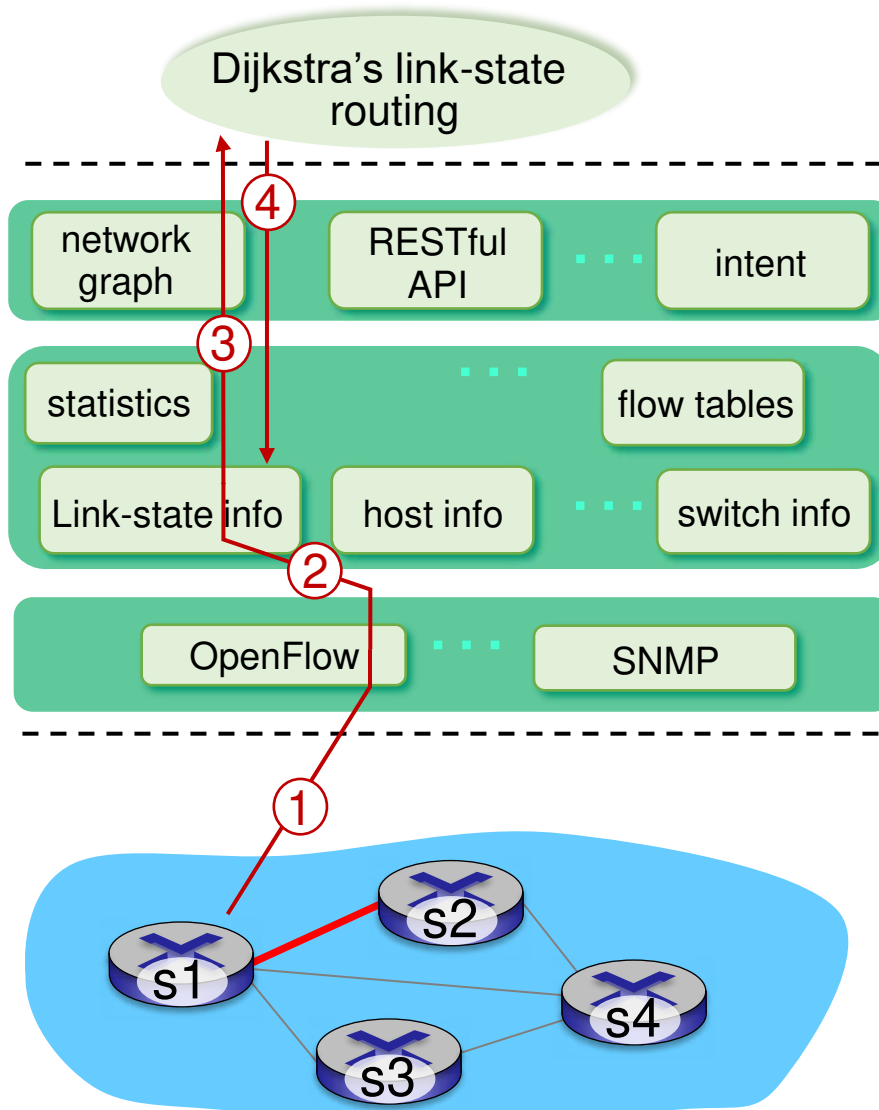 Dijkstra’s link-state
routing
4
network
graph
RESTful
API
. . .
intent
3
. . .
statistics
flow tables
Link-state info
host info
. . .
switch info
2
OpenFlow
. . .
SNMP
1
s2
s1
s4
s3